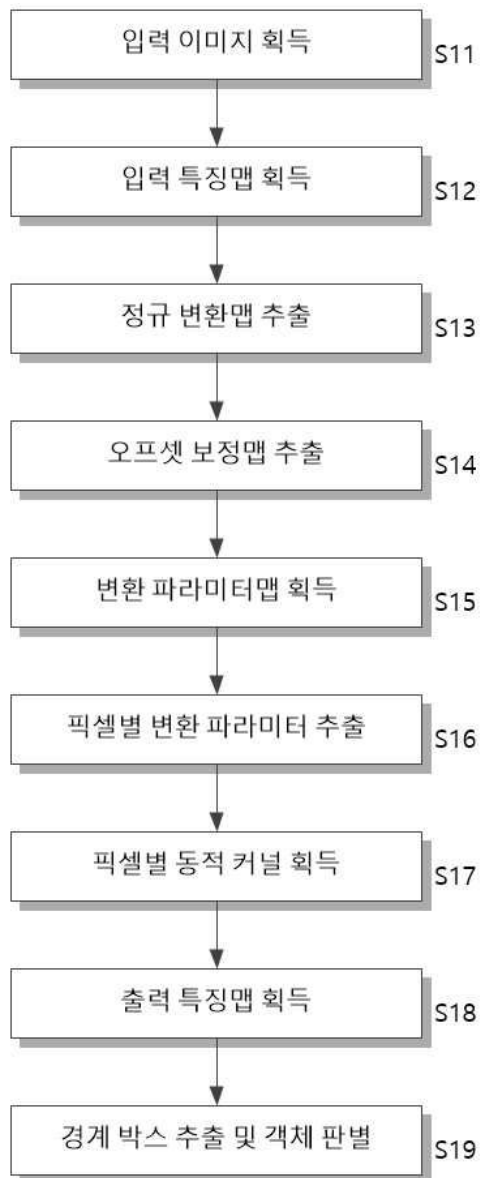 입력 이미지 획득
S11
입력 특징맵 획득
S12
정규 변환맵 추출
S13
오프셋 보정맵 추출
S14
변환 파라미터맵 획득
S15
픽셀별 변환 파라미터 추출
S16
픽셀별 동적 커널 획득
S17
출력 특징맵 획득
S18
경계 박스 추출 및 객체 판별
S19